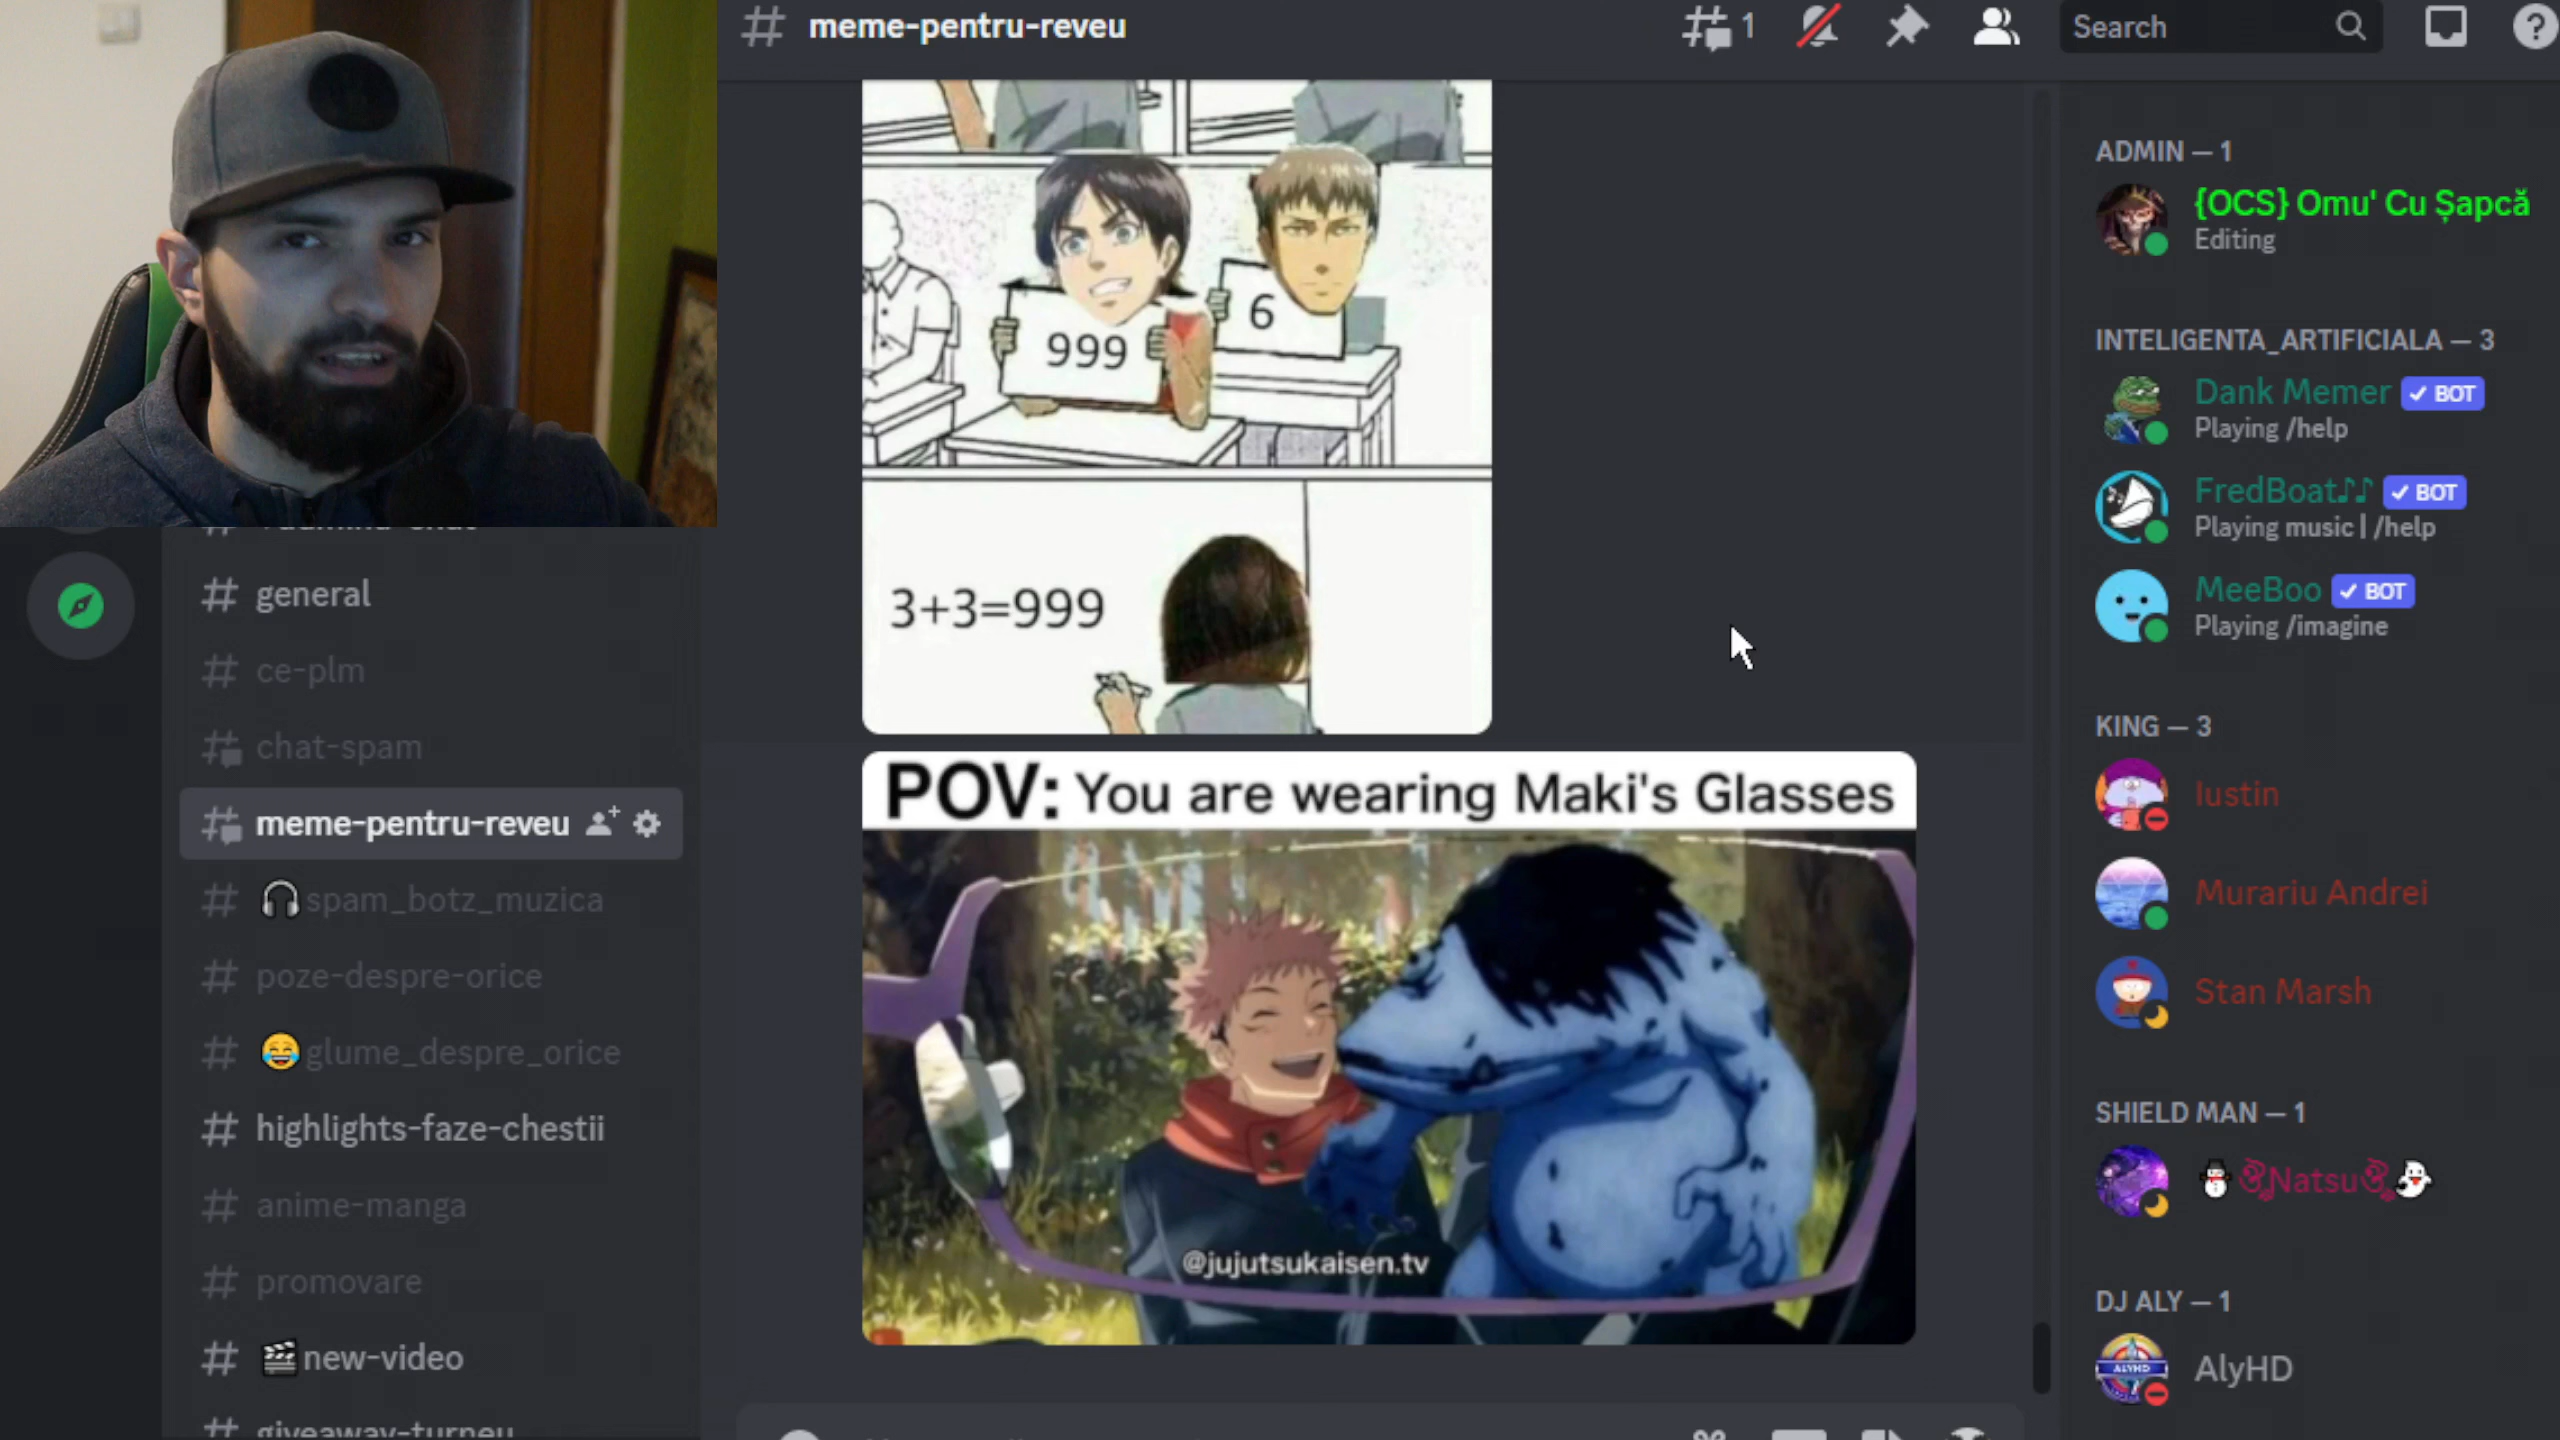 meme-pentru-reveu
1
Search
general
ce-plm
chat-spam
meme-pentru-reveu
spam_botz_muzica
poze-despre-orice
glume_despre_orice
highlights-faze-chestii
anime-manga
promovare
new-video
giveaway-turneu
999
6
3+3=999
POV: You are wearing Maki's Glasses
@jujutsukaisen.tv
ADMIN — 1
{OCS} Omu' Cu Șapcă
Editing
INTELIGENTA_ARTIFICIALA — 3
Dank Memer ✓ BOT
Playing /help
FredBoat♪♪ ✓ BOT
Playing music | /help
MeeBoo ✓ BOT
Playing /imagine
KING — 3
Iustin
Murariu Andrei
Stan Marsh
SHIELD MAN — 1
Natsu
DJ ALY — 1
ALYHD
AlyHD